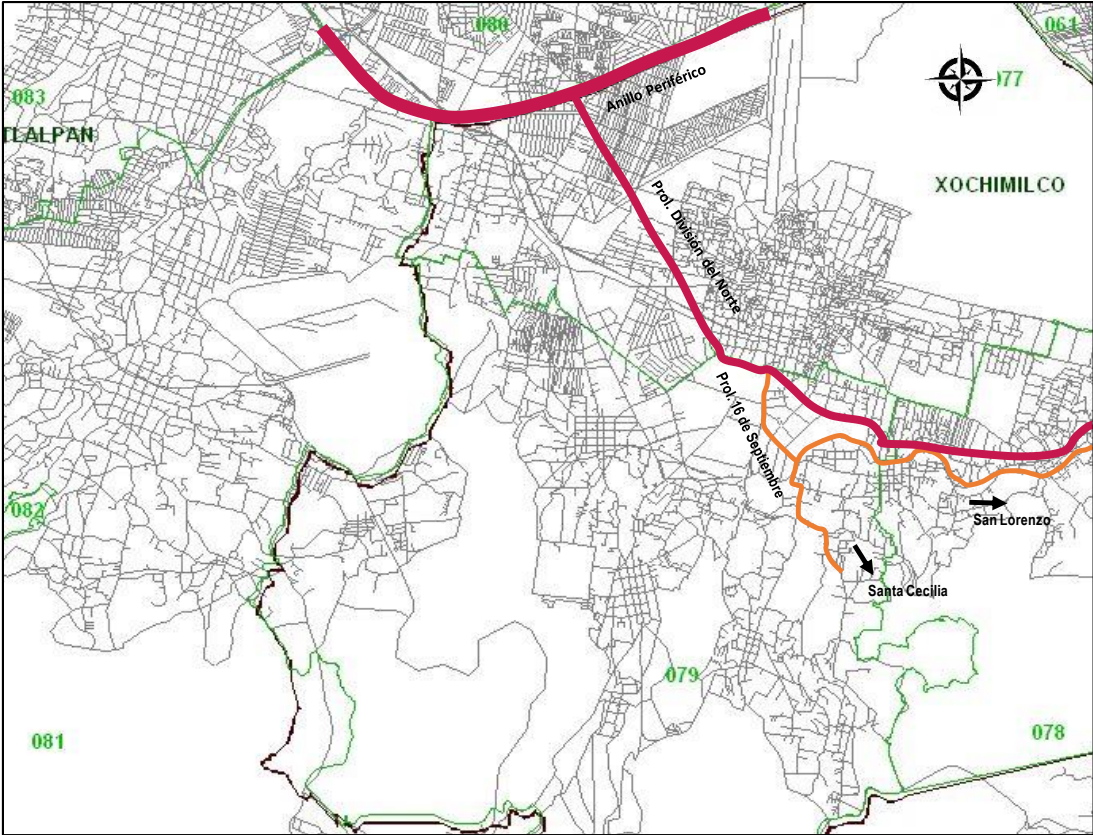 080
061
077
083
Anillo Periférico
TLALPAN
XOCHIMILCO
Prol. División del Norte
Prol. 16 de Septiembre
082
San Lorenzo
Santa Cecilia
079
081
078